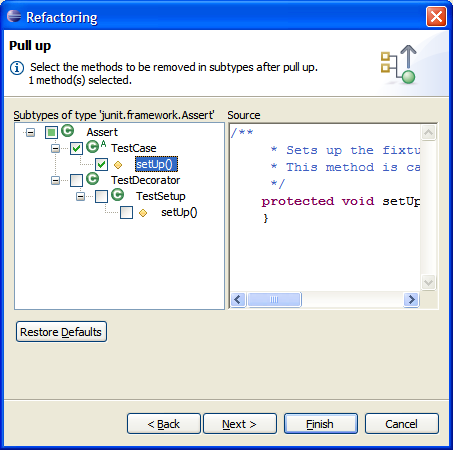 Refactoring
Pull up
Select the methods to be removed in subtypes after pull up.
1 method(s) selected.
Subtypes of type 'junit.framework.Assert'
Assert
TestCase
setUp()
TestDecorator
TestSetup
setUp()
Source
/**
* Sets up the fixtu
* This method is ca
*/
protected void setUp
}
Restore Defaults
< Back
Next >
Finish
Cancel